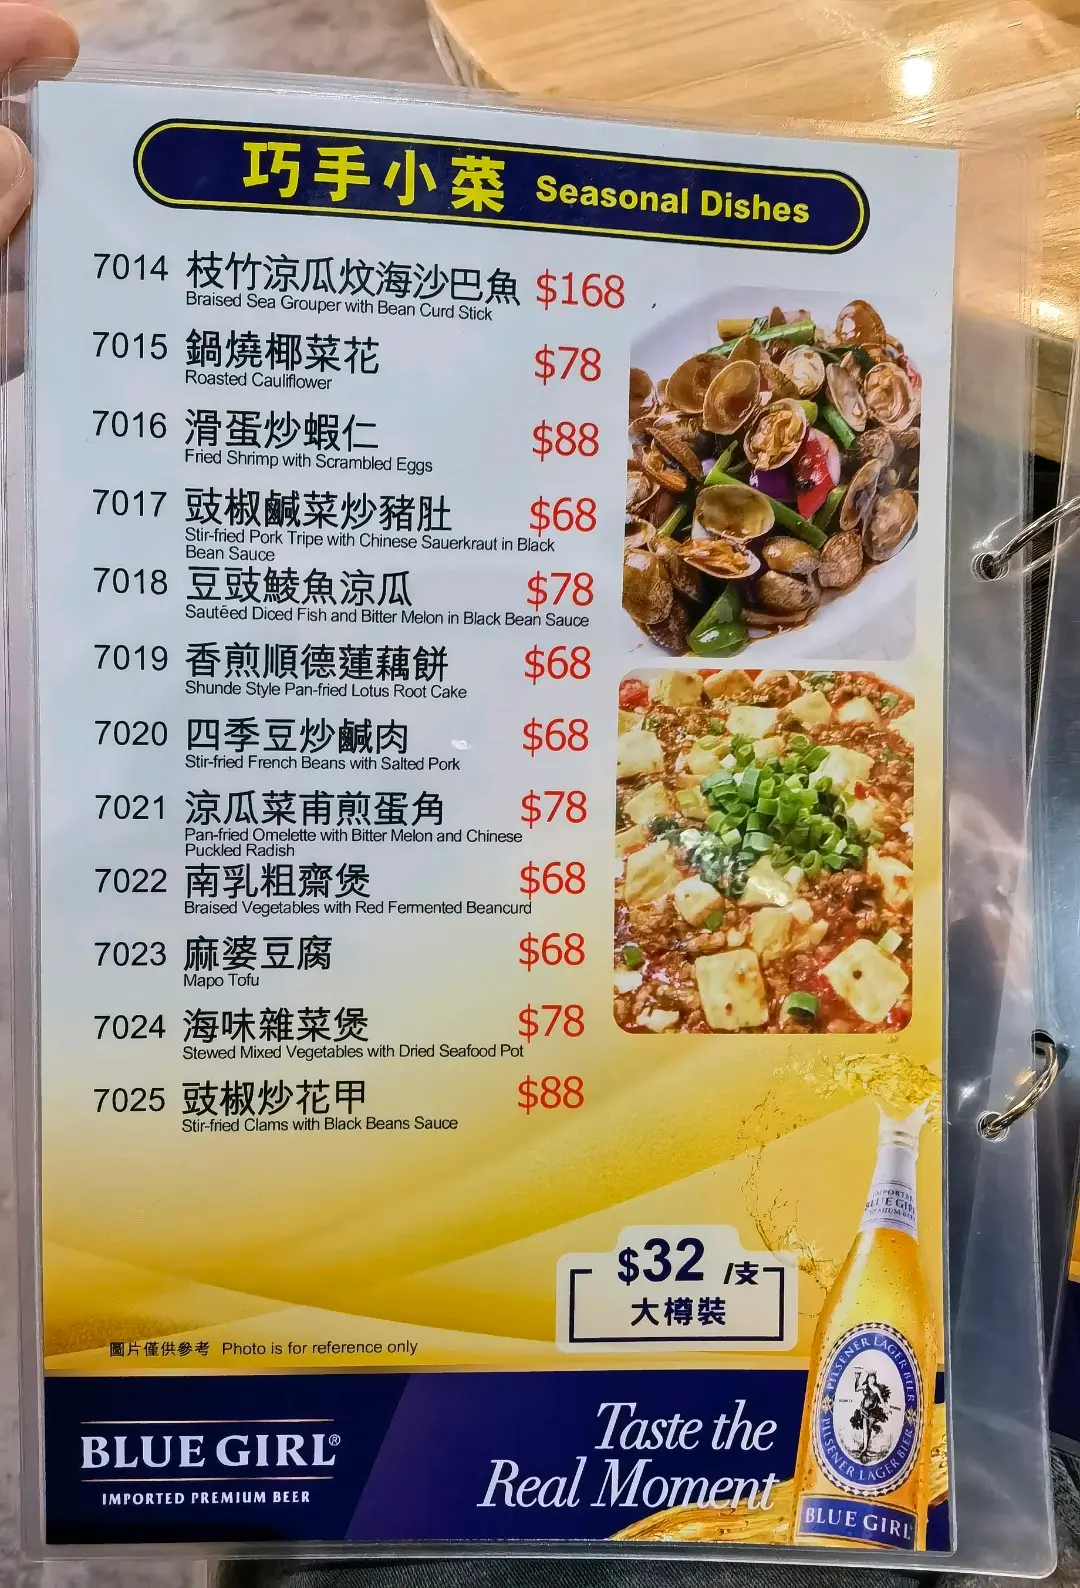 巧手小菜 Seasonal Dishes
7014 枝竹涼瓜炆海沙巴魚 $168
Braised Sea Grouper with Bean Curd Stick
7015 鍋燒椰菜花 $78
Roasted Cauliflower
7016 滑蛋炒蝦仁 $88
Fried Shrimp with Scrambled Eggs
7017 豉椒鹹菜炒豬肚 $68
Stir-fried Pork Tripe with Chinese Sauerkraut in Black
Bean Sauce
7018 豆豉鯪魚涼瓜 $78
Sautéed Diced Fish and Bitter Melon in Black Bean Sauce
7019 香煎順德蓮藕餅 $68
Shunde Style Pan-fried Lotus Root Cake
7020 四季豆炒鹹肉 $68
Stir-fried French Beans with Salted Pork
7021 涼瓜菜甫煎蛋角 $78
Pan-fried Omelette with Bitter Melon and Chinese
Puckled Radish
7022 南乳粗齋煲 $68
Braised Vegetables with Red Fermented Beancurd
7023 麻婆豆腐 $68
Mapo Tofu
7024 海味雜菜煲 $78
Stewed Mixed Vegetables with Dried Seafood Pot
7025 豉椒炒花甲 $88
Stir-fried Clams with Black Beans Sauce
$32 /支
大樽裝
圖片僅供參考 Photo is for reference only
BLUE GIRL®
IMPORTED PREMIUM BEER
Taste the
Real Moment
IMPORTED
BLUE GIRL
PREMIUM BEER
PILSENER LAGER BIER
PILSENER LAGER BIER
BLUE GIRL